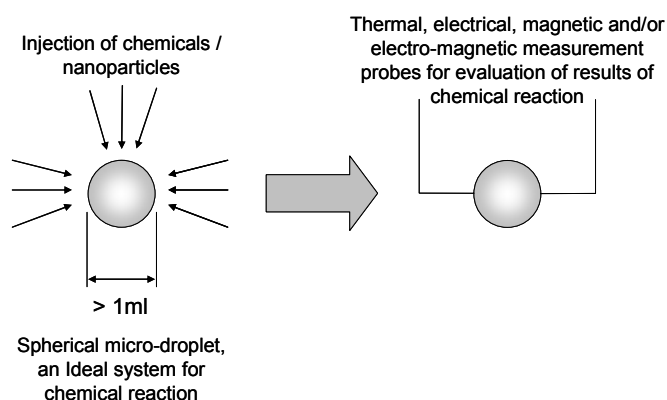 Injection of chemicals /
nanoparticles
Thermal, electrical, magnetic and/or
electro-magnetic measurement
probes for evaluation of results of
chemical reaction
> 1ml
Spherical micro-droplet,
an Ideal system for
chemical reaction